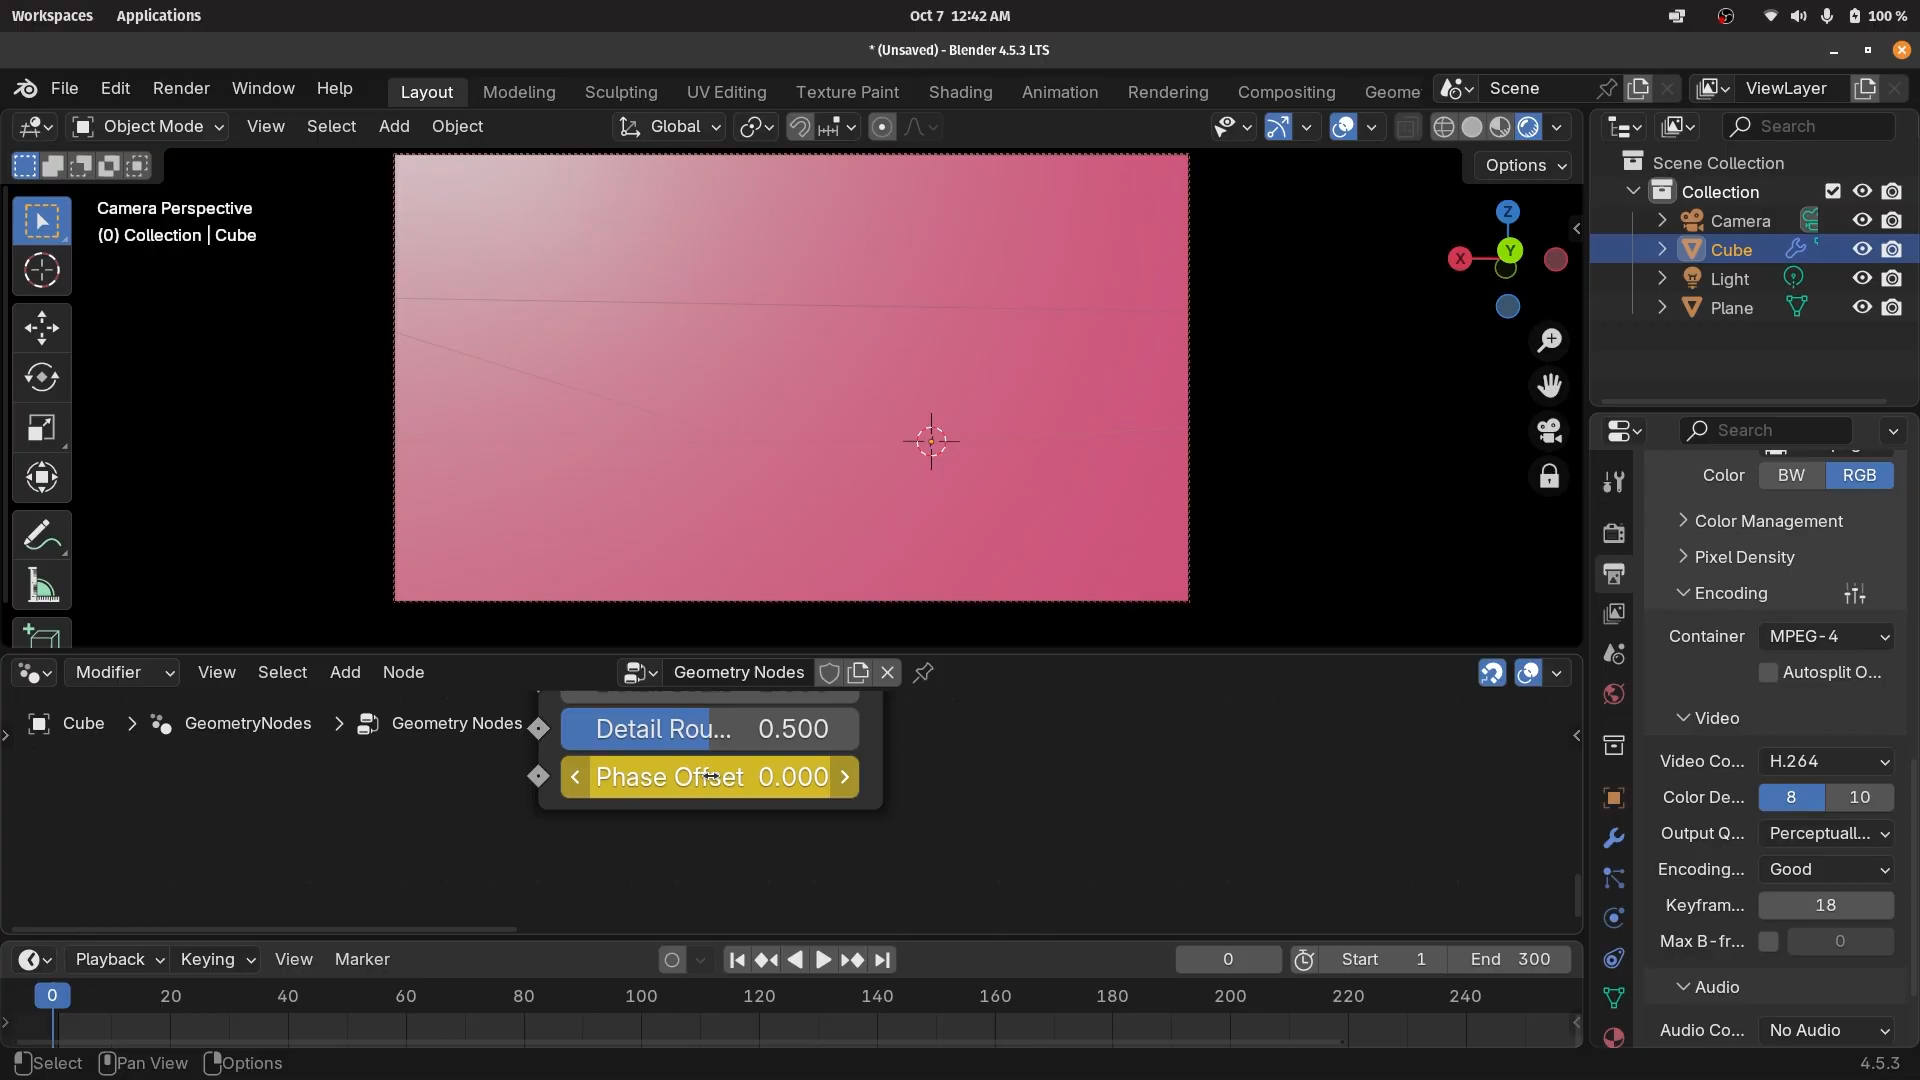 Workspaces Applications Oct 7 12:42 AM 100 %
* (Unsaved) - Blender 4.5.3 LTS
File Edit Render Window Help Layout Modeling Sculpting UV Editing Texture Paint Shading Animation Rendering Compositing Geome Scene ViewLayer
Object Mode View Select Add Object Global Search
Options
Scene Collection
Collection
Camera
Cube
Light
Plane
Camera Perspective
(0) Collection | Cube
Z
Y
X
Search
Color BW RGB
Color Management
Pixel Density
Encoding
Container MPEG-4
Autosplit O...
Video
Video Co... H.264
Color De... 8 10
Output Q... Perceptuall...
Encoding... Good
Keyfram... 18
Max B-fr... 0
Audio
Audio Co... No Audio
Modifier View Select Add Node Geometry Nodes
Cube GeometryNodes Geometry Nodes
Detail Rou... 0.500
Phase Offset 0.000
Playback Keying View Marker 0 Start 1 End 300
0 20 40 60 80 100 120 140 160 180 200 220 240
Select Pan View Options 4.5.3